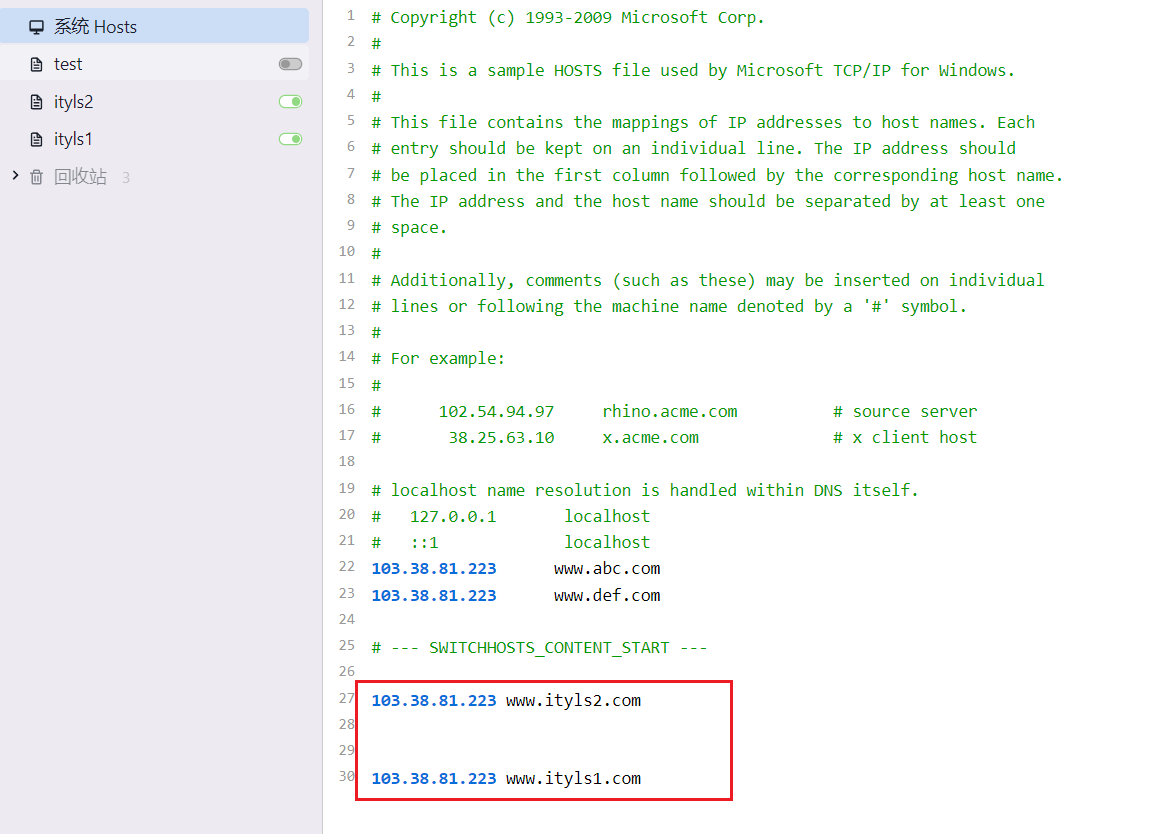 系统 Hosts
test
ityls2
ityls1
回收站 3
1 # Copyright (c) 1993-2009 Microsoft Corp.
2 #
3 # This is a sample HOSTS file used by Microsoft TCP/IP for Windows.
4 #
5 # This file contains the mappings of IP addresses to host names. Each
6 # entry should be kept on an individual line. The IP address should
7 # be placed in the first column followed by the corresponding host name.
8 # The IP address and the host name should be separated by at least one
9 # space.
10 #
11 # Additionally, comments (such as these) may be inserted on individual
12 # lines or following the machine name denoted by a '#' symbol.
13 #
14 # For example:
15 #
16 #      102.54.94.97     rhino.acme.com          # source server
17 #       38.25.63.10     x.acme.com              # x client host
18
19 # localhost name resolution is handled within DNS itself.
20 #   127.0.0.1       localhost
21 #   ::1             localhost
22 103.38.81.223      www.abc.com
23 103.38.81.223      www.def.com
24
25 # --- SWITCHHOSTS_CONTENT_START ---
26
27 103.38.81.223 www.ityls2.com
28
29
30 103.38.81.223 www.ityls1.com